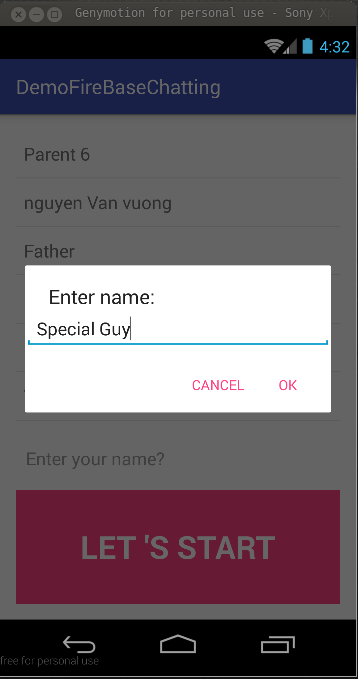 Genymotion for personal use - Sony Xp
4:32
DemoFireBaseChatting
Parent 6
nguyen Van vuong
Father
Enter name:
Special Guy
CANCEL OK
Enter your name?
LET 'S START
free for personal use